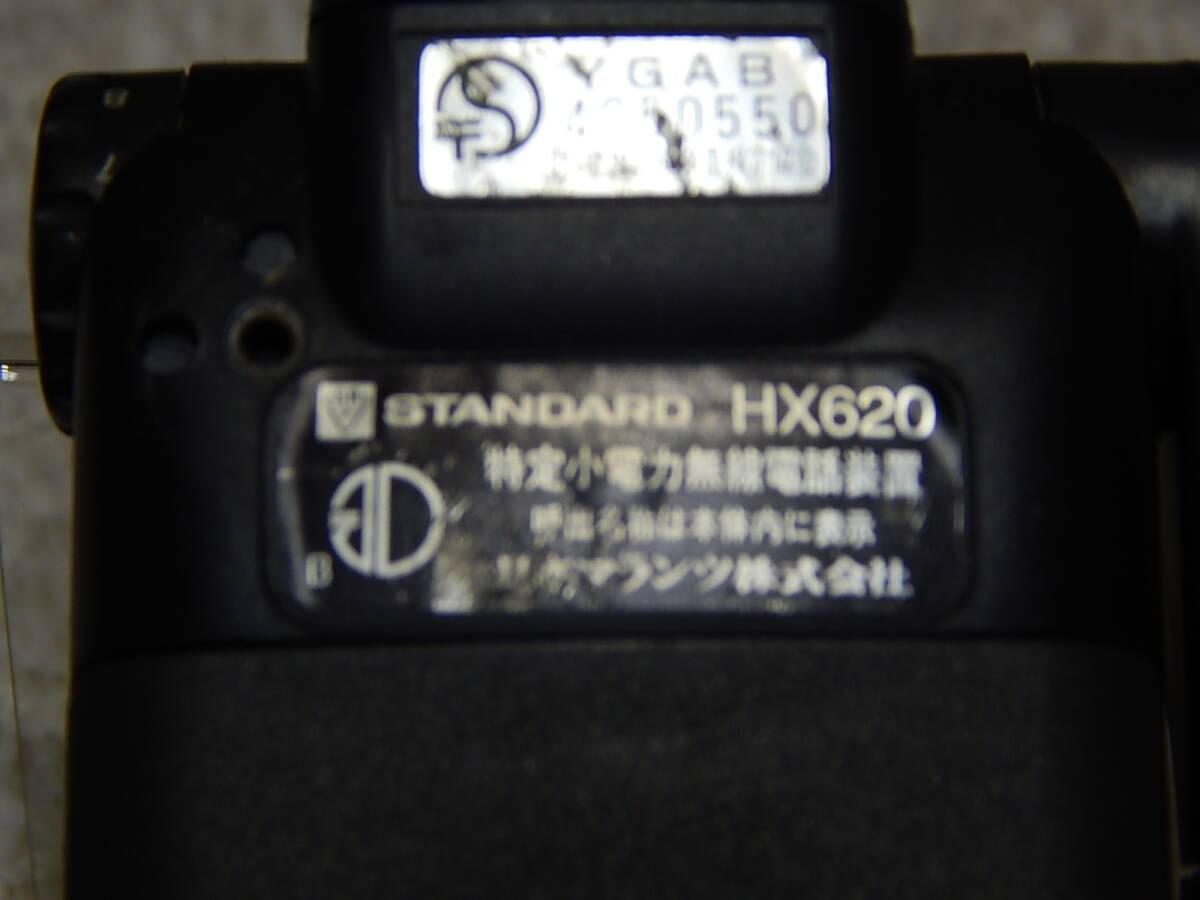 YGAB
STANDARD HX620
特定小電力無線電話装置
呼出名称は本体内に表示
マランツ株式会社
B